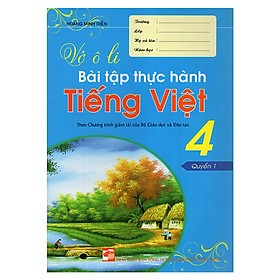 HOÀNG MINH DIỄN
Trường:
Lớp
Họ và tên
Năm học:
Vở ô li
Bài tập thực hành
Tiếng Việt
Theo Chương trình giảm tải của Bộ Giáo dục và Đào tạo
4
Quyển 1